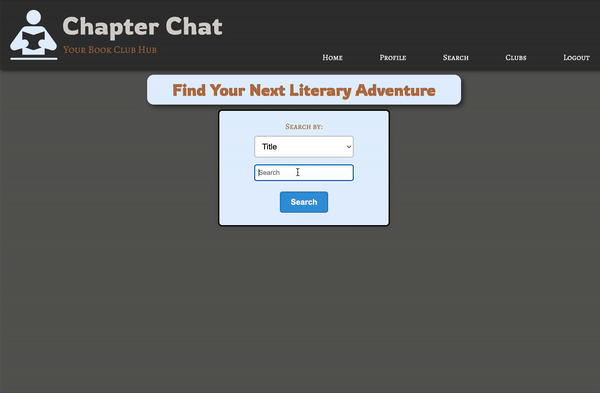 Chapter Chat
Your Book Club Hub
Home Profile Search Clubs Logout
Find Your Next Literary Adventure
Search by:
Title
Search
Search